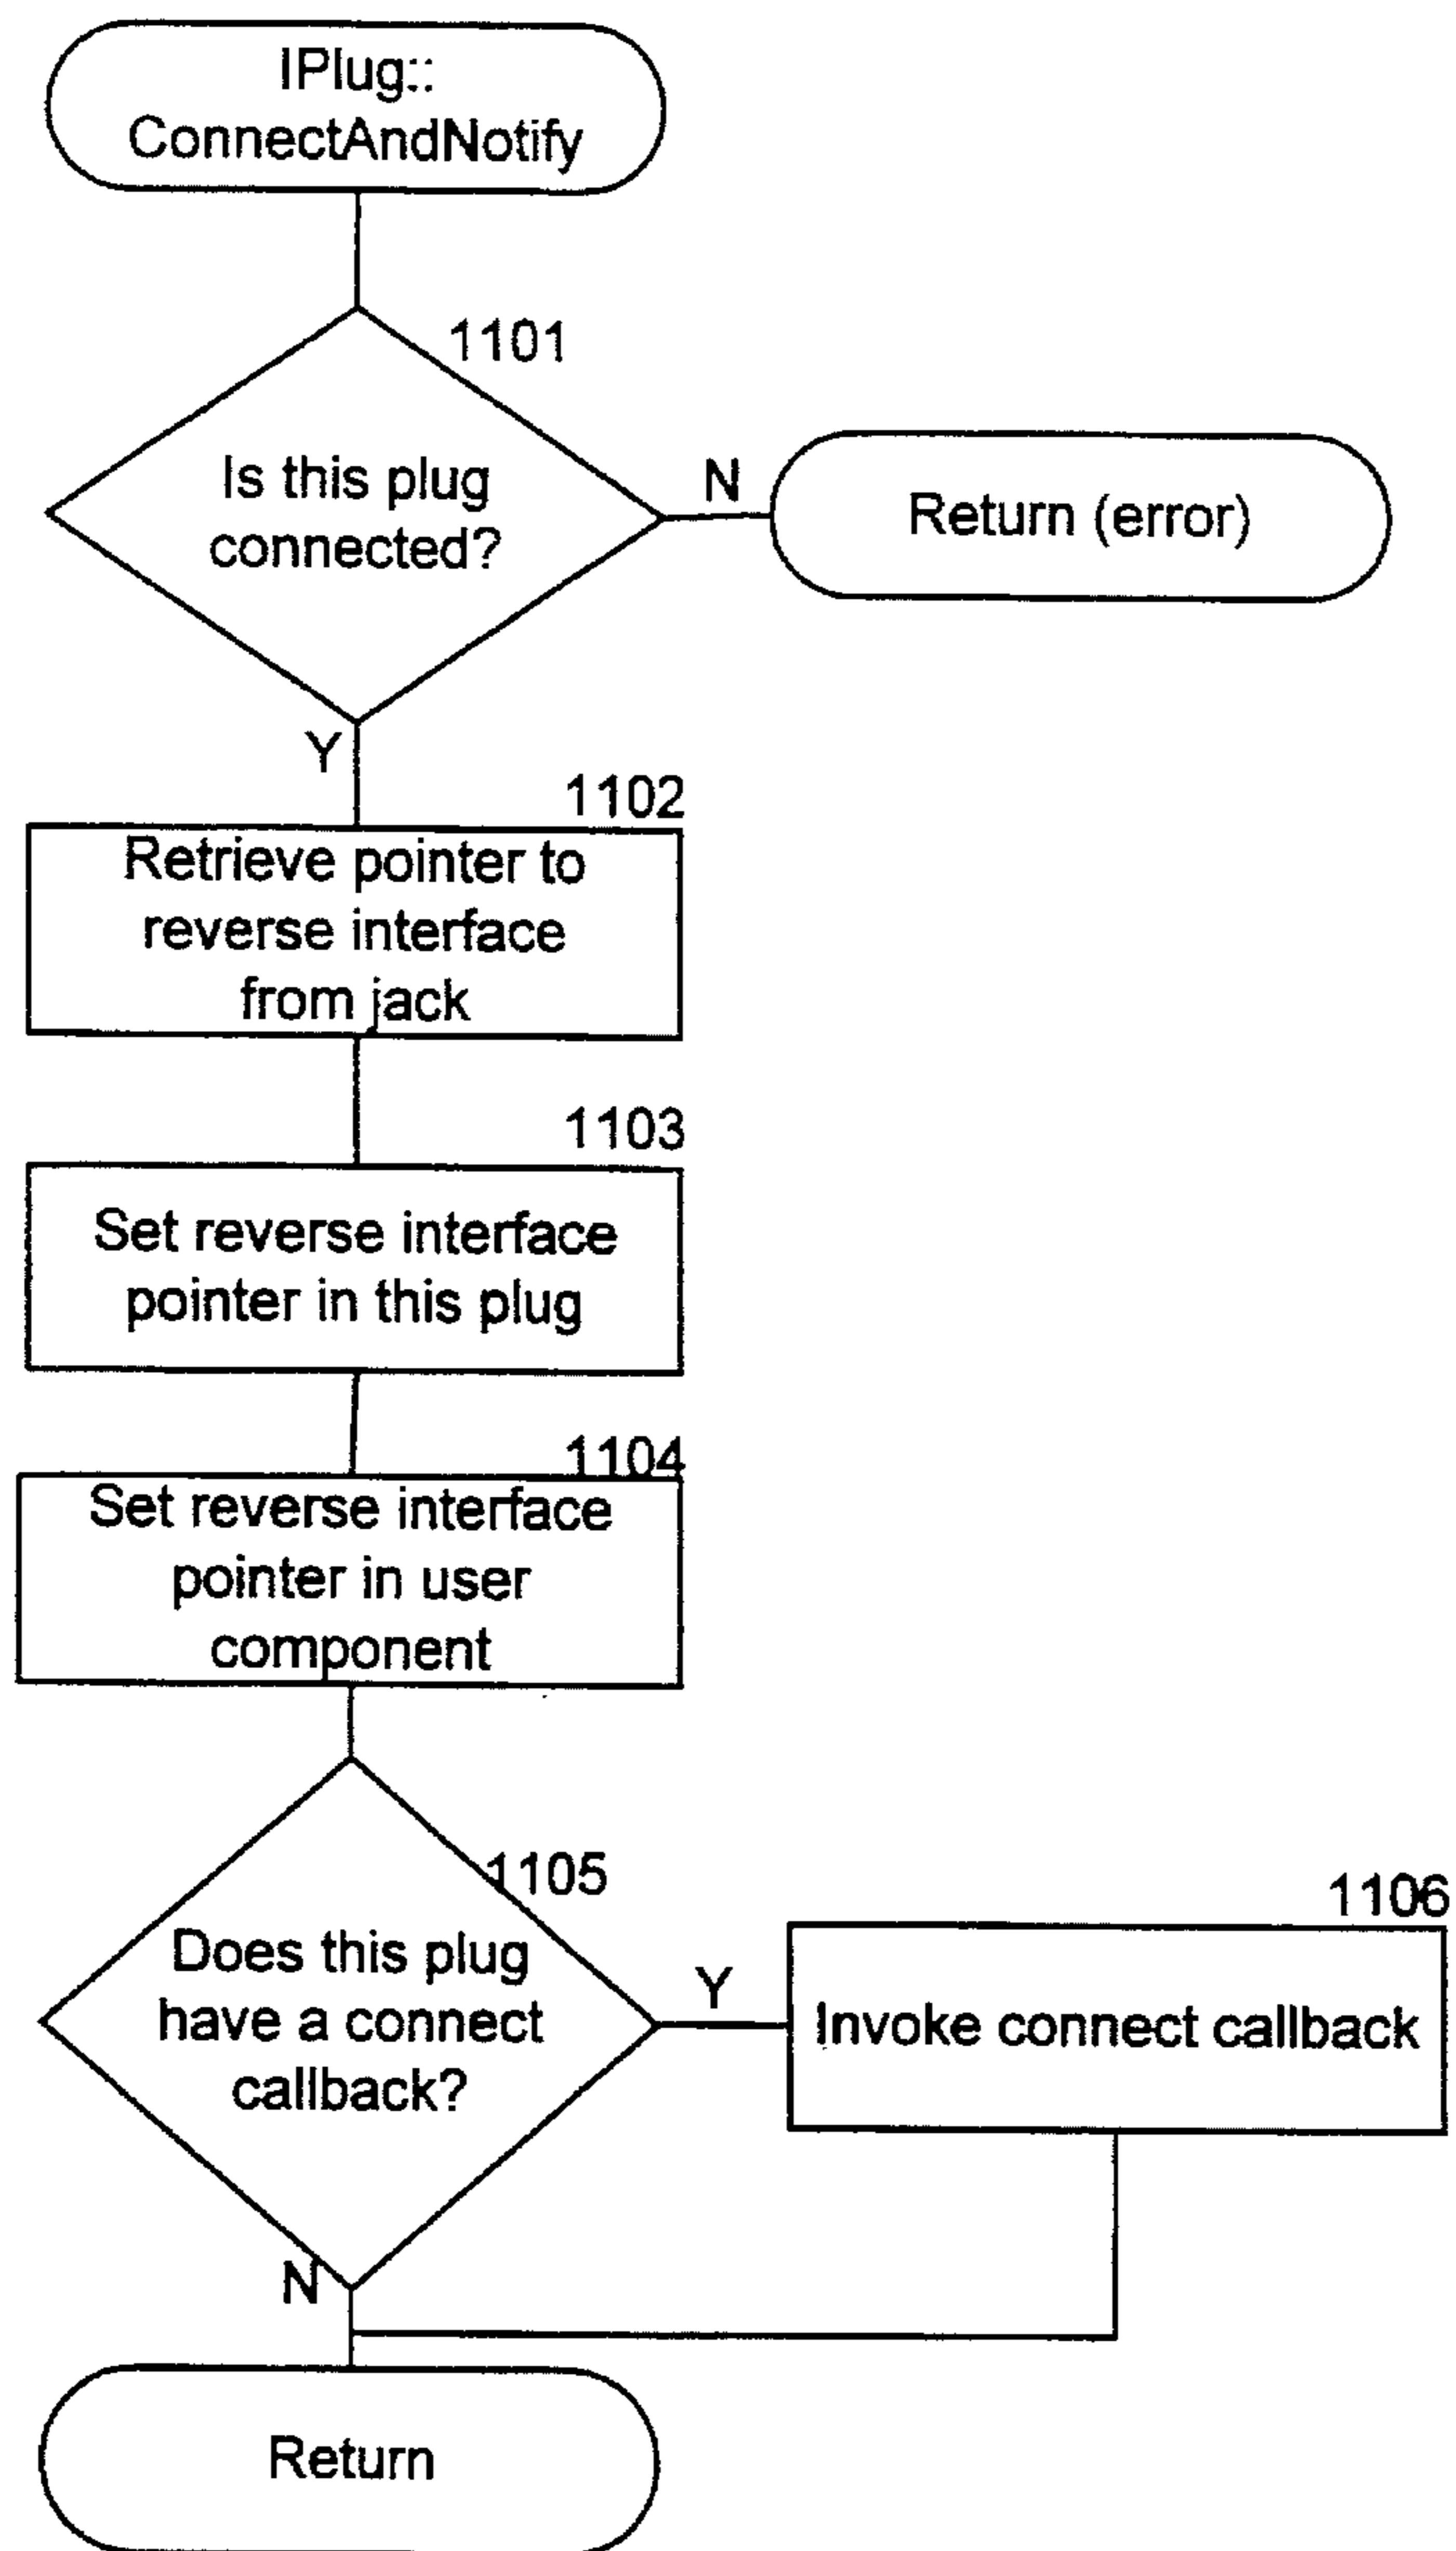 IPlug::
ConnectAndNotify
1101
Is this plug
connected?
N
Return (error)
Y
1102
Retrieve pointer to
reverse interface
from jack
1103
Set reverse interface
pointer in this plug
1104
Set reverse interface
pointer in user
component
1105
Does this plug
have a connect
callback?
Y
1106
Invoke connect callback
N
Return